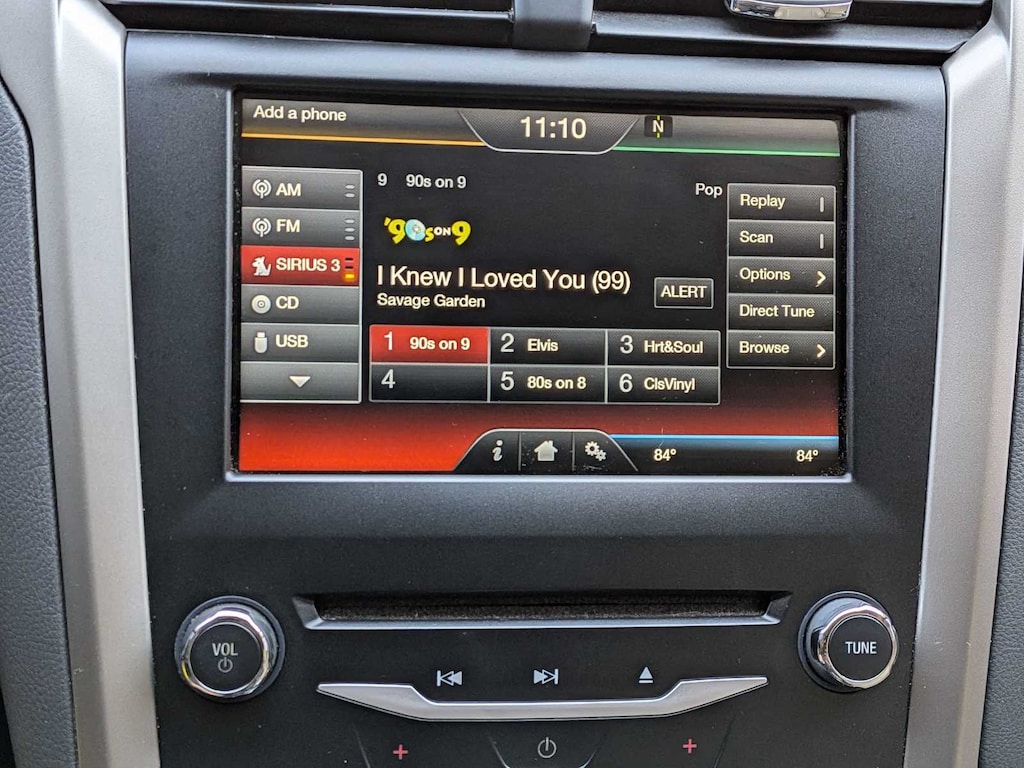 Add a phone
11:10
N
AM
FM
SIRIUS 3
CD
USB
9 90s on 9
Pop
'90s ON 9
I Knew I Loved You (99)
Savage Garden
ALERT
1 90s on 9
2 Elvis
3 Hrt&Soul
4
5 80s on 8
6 ClsVinyl
Replay
Scan
Options
Direct Tune
Browse
i
84°
84°
VOL
TUNE